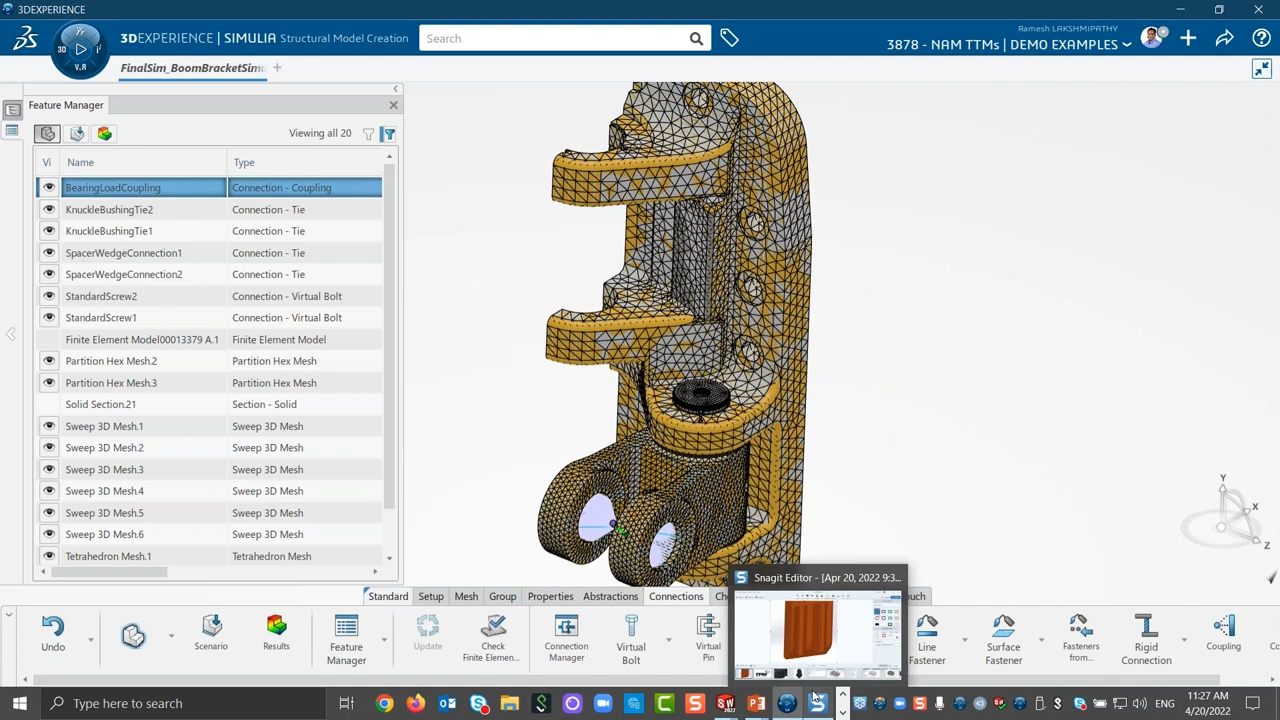 3DEXPERIENCE
3DEXPERIENCE | SIMULIA Structural Model Creation
Search
Ramesh LAKSHMIPATHY
3878 - NAM TTMs | DEMO EXAMPLES
3D
V.R
FinalSim_BoomBracketSimu
Feature Manager
Viewing all 20
Vi Name Type
BearingLoadCoupling Connection - Coupling
KnuckleBushingTie2 Connection - Tie
KnuckleBushingTie1 Connection - Tie
SpacerWedgeConnection1 Connection - Tie
SpacerWedgeConnection2 Connection - Tie
StandardScrew2 Connection - Virtual Bolt
StandardScrew1 Connection - Virtual Bolt
Finite Element Model00013379 A.1 Finite Element Model
Partition Hex Mesh.2 Partition Hex Mesh
Partition Hex Mesh.3 Partition Hex Mesh
Solid Section.21 Section - Solid
Sweep 3D Mesh.1 Sweep 3D Mesh
Sweep 3D Mesh.2 Sweep 3D Mesh
Sweep 3D Mesh.3 Sweep 3D Mesh
Sweep 3D Mesh.4 Sweep 3D Mesh
Sweep 3D Mesh.5 Sweep 3D Mesh
Sweep 3D Mesh.6 Sweep 3D Mesh
Tetrahedron Mesh.1 Tetrahedron Mesh
Y
X
Z
Snagit Editor - [Apr 20, 2022 9:3...
Standard Setup Mesh Group Properties Abstractions Connections Che ouch
Undo
Scenario
Results
Feature
Manager
Update
Check
Finite Elemen...
Connection
Manager
Virtual
Bolt
Virtual
Pin
Line
Fastener
Surface
Fastener
Fasteners
from...
Rigid
Connection
Coupling
Type here to search
ENG
11:27 AM
4/20/2022